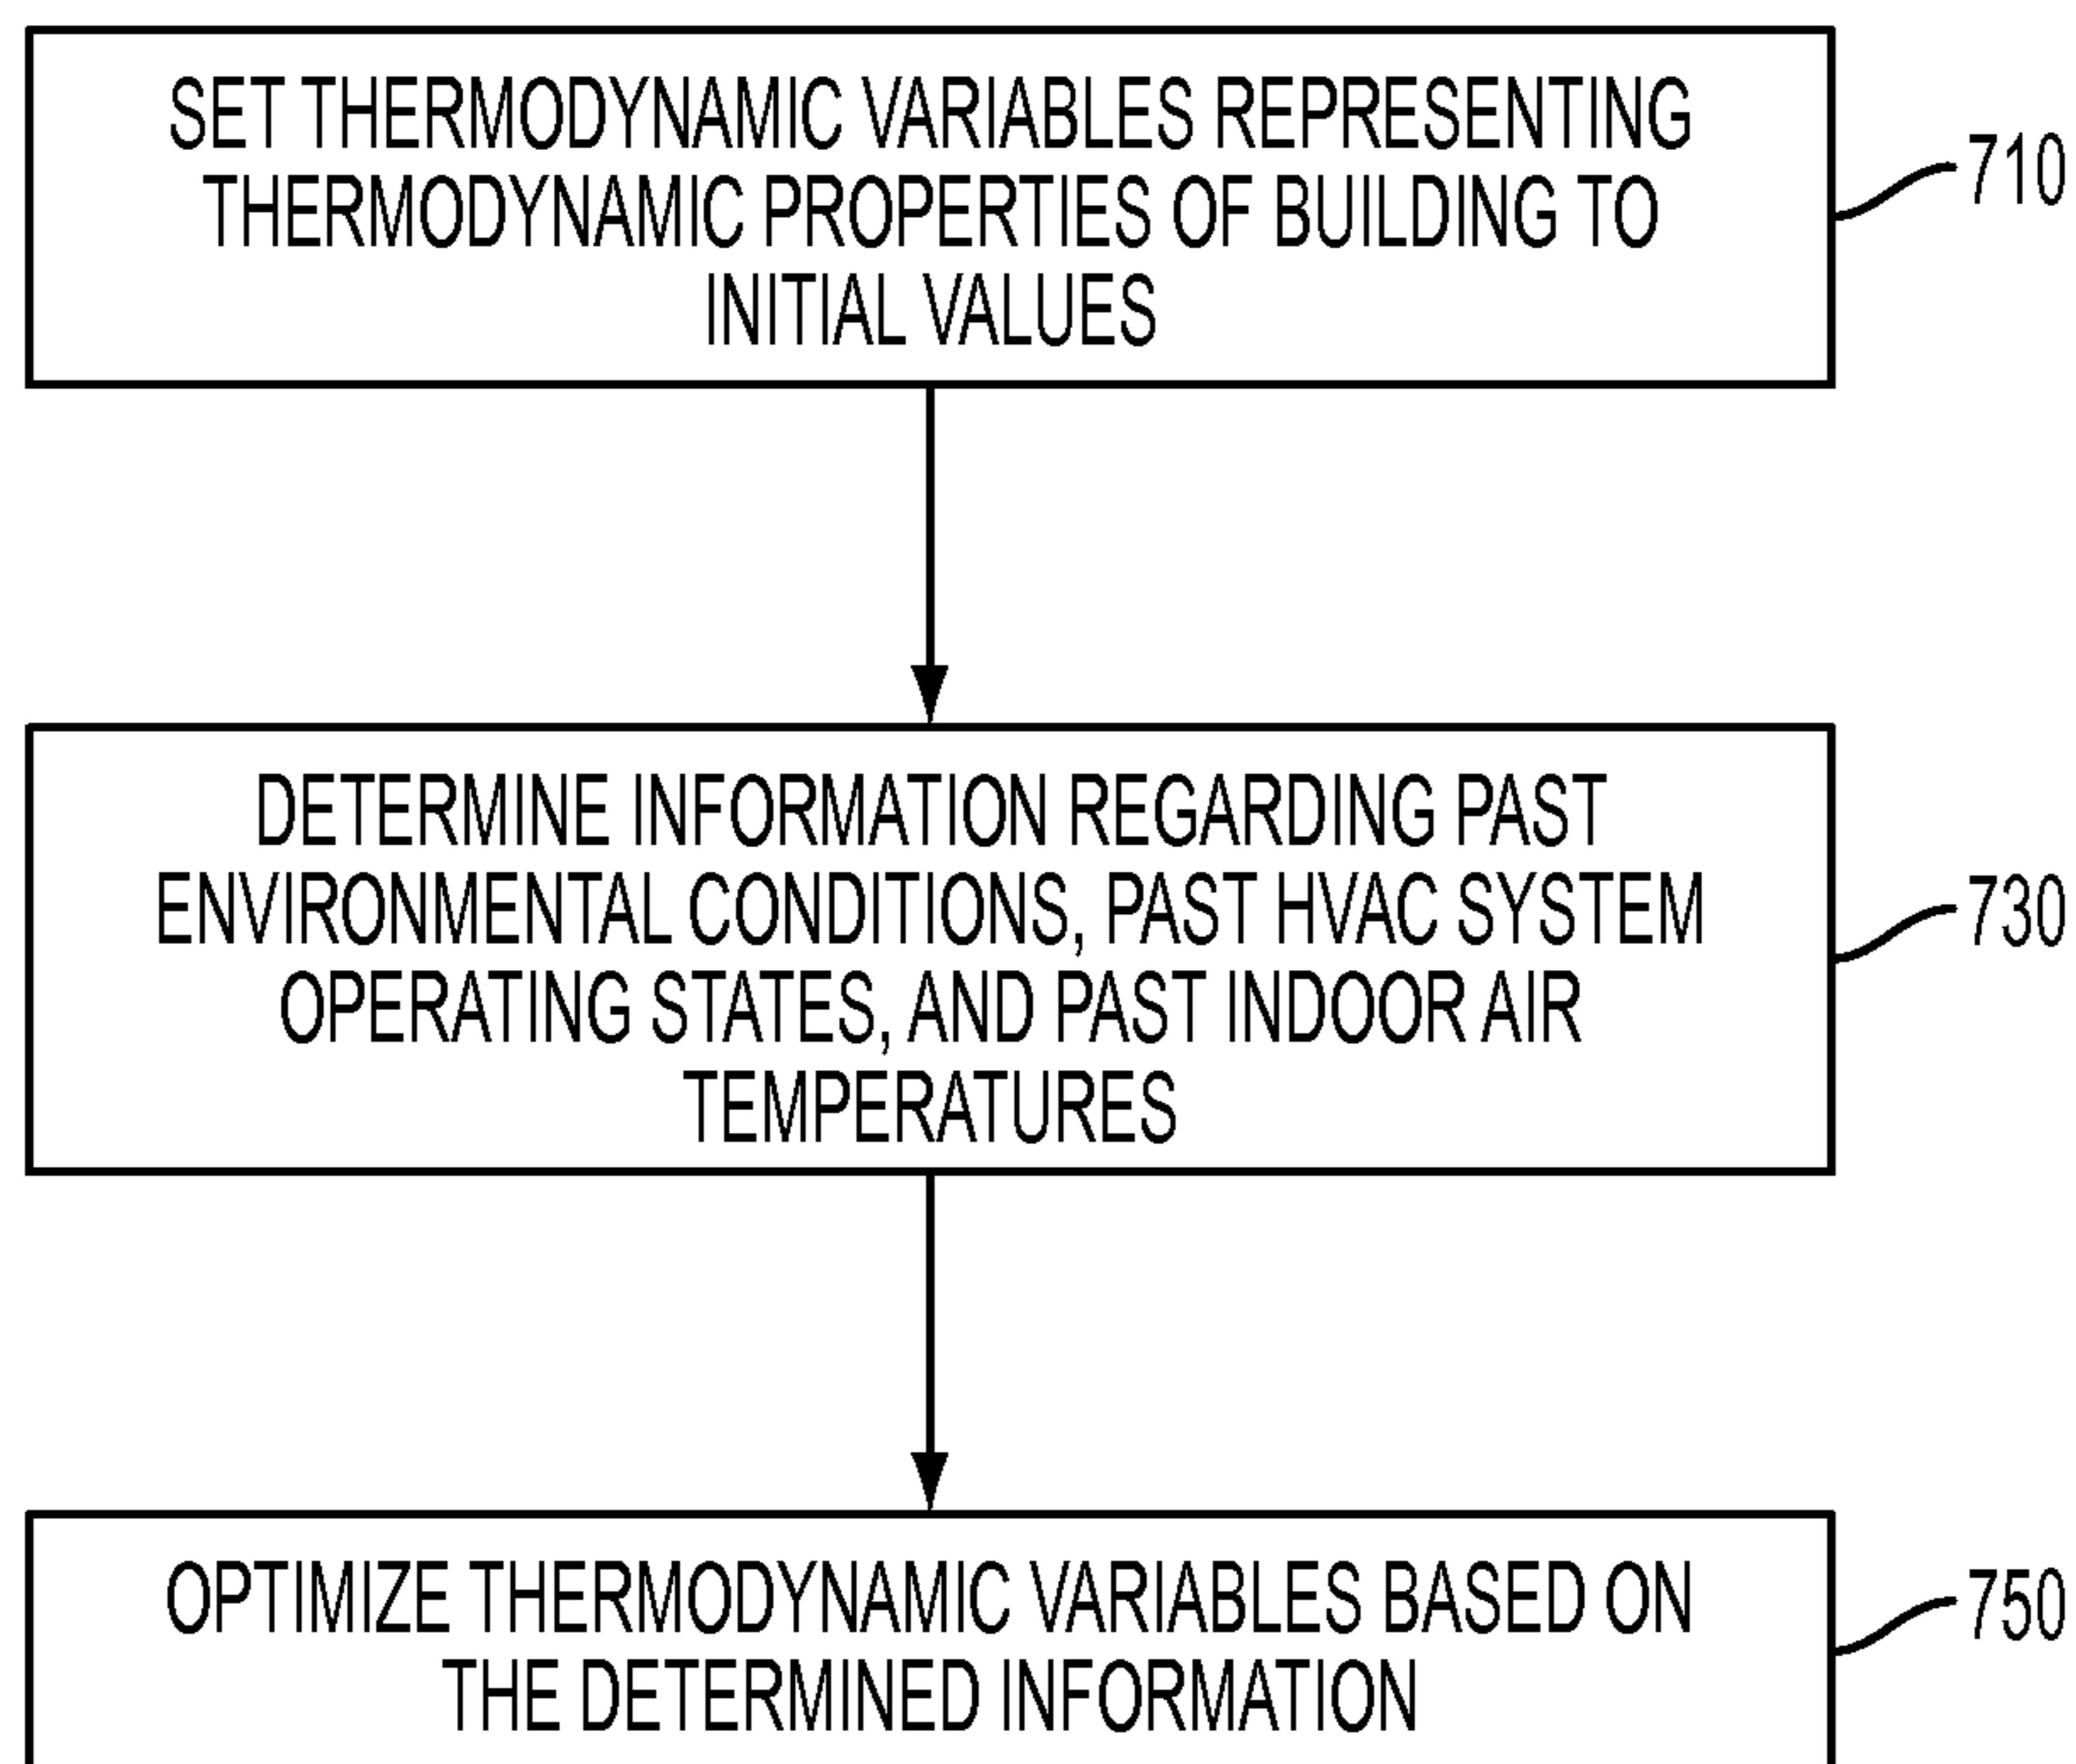 SET THERMODYNAMIC VARIABLES REPRESENTING
THERMODYNAMIC PROPERTIES OF BUILDING TO
INITIAL VALUES
710
DETERMINE INFORMATION REGARDING PAST
ENVIRONMENTAL CONDITIONS, PAST HVAC SYSTEM
OPERATING STATES, AND PAST INDOOR AIR
TEMPERATURES
730
OPTIMIZE THERMODYNAMIC VARIABLES BASED ON
THE DETERMINED INFORMATION
750